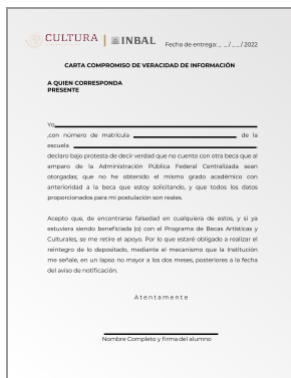 CULTURA INBAL Fecha de entrega:_ _/_ _/2022
CARTA COMPROMISO DE VERACIDAD DE INFORMACIÓN
A QUIEN CORRESPONDA
PRESENTE
Yo
,con número de matrícula de la
escuela
declaro bajo protesta de decir verdad que no cuento con otra beca que al
amparo de la Administración Pública Federal Centralizada sean
otorgadas, que no he obtenido el mismo grado académico con
anterioridad a la beca que estoy solicitando, y que todos los datos
proporcionados para mi postulación son reales.
Acepto que, de encontrarse falsedad en cualquiera de estos, y si ya
estuviera siendo beneficiada (o) con el Programa de Becas Artísticas y
Culturales, se me retire el apoyo. Por lo que estaré obligado a realizar el
reintegro de lo depositado, mediante el mecanismo que la Institución
me señale, en un lapso no mayor a los dos meses, posteriores a la fecha
del aviso de notificación.
Atentamente
Nombre Completo y firma del alumno